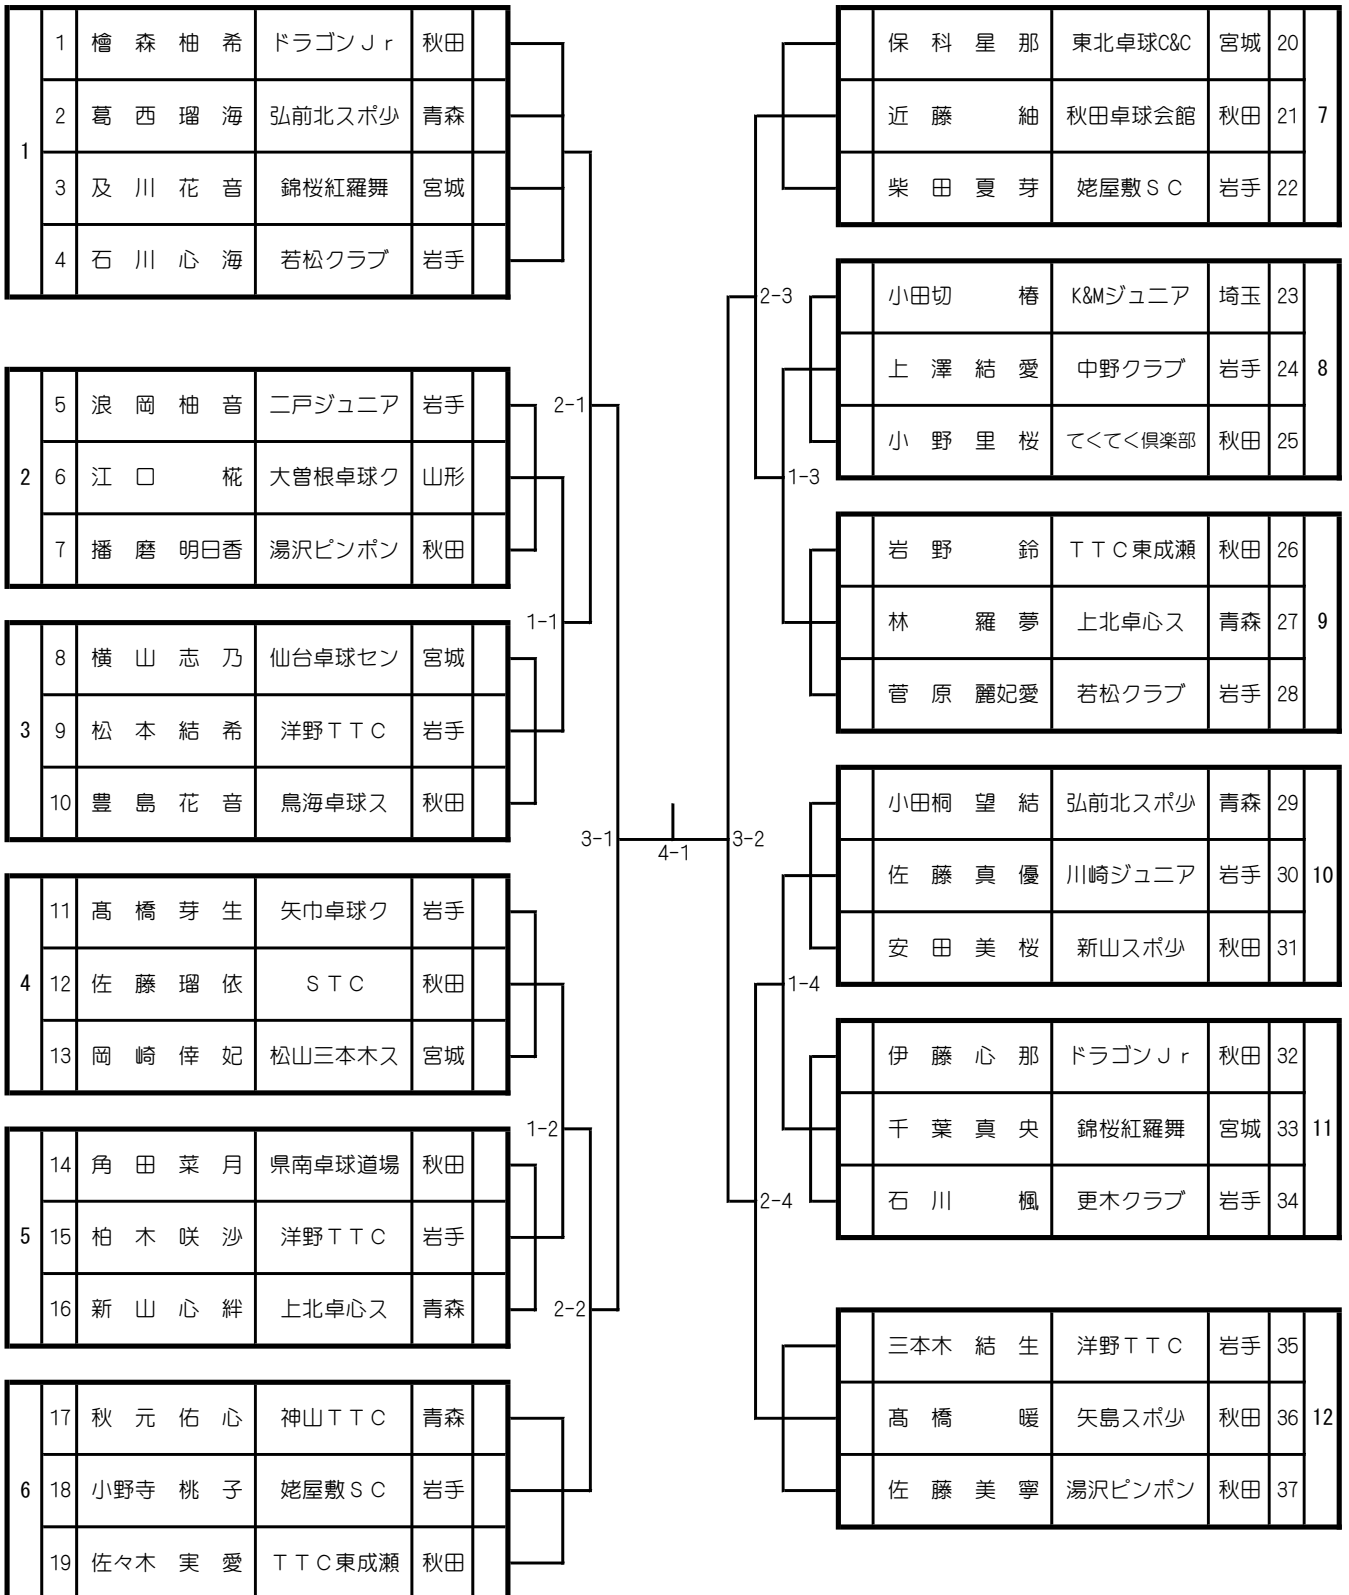 1
1 檜森柚希 ドラゴンJr 秋田
2 葛西瑠海 弘前北スポ少 青森
3 及川花音 錦桜紅羅舞 宮城
4 石川心海 若松クラブ 岩手
2
5 浪岡柚音 二戸ジュニア 岩手
6 江口椛 大曽根卓球ク 山形
7 播磨明日香 湯沢ピンポン 秋田
3
8 横山志乃 仙台卓球セン 宮城
9 松本結希 洋野TTC 岩手
10 豊島花音 鳥海卓球ス 秋田
4
11 髙橋芽生 矢巾卓球ク 岩手
12 佐藤瑠依 STC 秋田
13 岡崎倖妃 松山三本木ス 宮城
5
14 角田菜月 県南卓球道場 秋田
15 柏木咲沙 洋野TTC 岩手
16 新山心絆 上北卓心ス 青森
6
17 秋元佑心 神山TTC 青森
18 小野寺桃子 姥屋敷SC 岩手
19 佐々木実愛 TTC東成瀬 秋田
2-1
1-1
3-1
1-2
2-2
4-1
2-3
1-3
3-2
1-4
2-4
保科星那 東北卓球C&C 宮城 20
近藤紬 秋田卓球会館 秋田 21
柴田夏芽 姥屋敷SC 岩手 22
7
小田切椿 K&Mジュニア 埼玉 23
上澤結愛 中野クラブ 岩手 24
小野里桜 てくてく倶楽部 秋田 25
8
岩野鈴 TTC東成瀬 秋田 26
林羅夢 上北卓心ス 青森 27
菅原麗妃愛 若松クラブ 岩手 28
9
小田桐望結 弘前北スポ少 青森 29
佐藤真優 川崎ジュニア 岩手 30
安田美桜 新山スポ少 秋田 31
10
伊藤心那 ドラゴンJr 秋田 32
千葉真央 錦桜紅羅舞 宮城 33
石川楓 更木クラブ 岩手 34
11
三本木結生 洋野TTC 岩手 35
髙橋暖 矢島スポ少 秋田 36
佐藤美寧 湯沢ピンポン 秋田 37
12